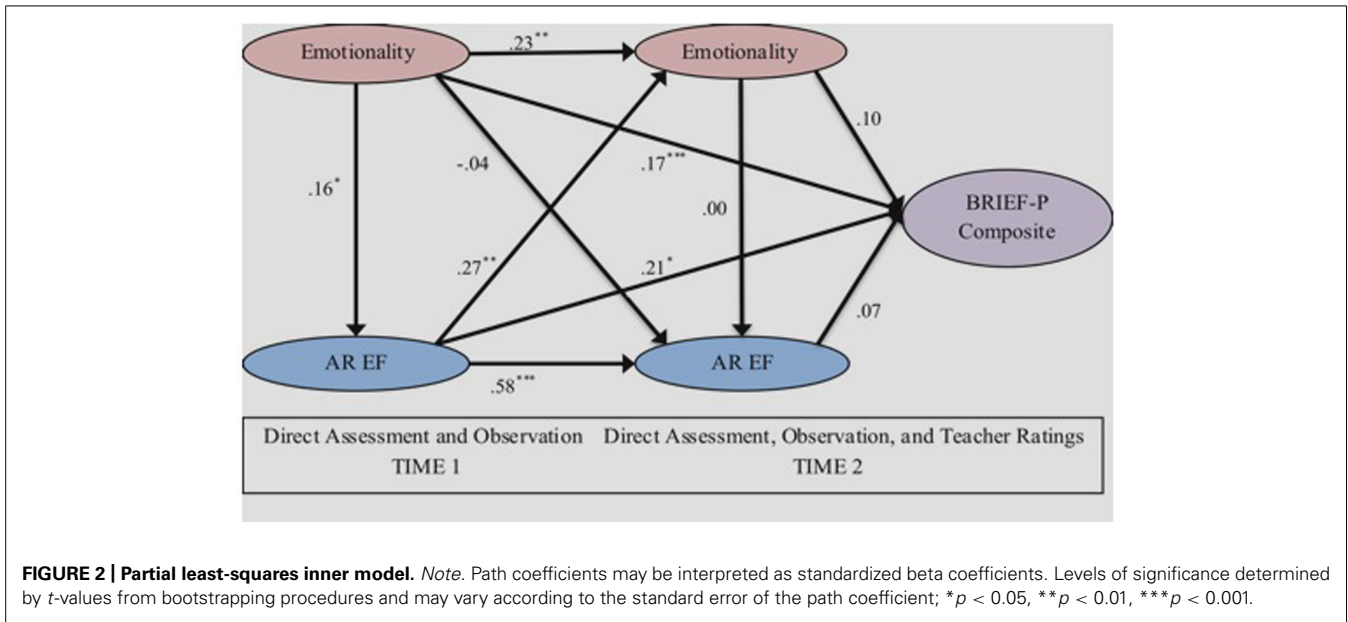 Emotionality
.23**
Emotionality
.10
-.04
.17***
.16*
.00
BRIEF-P
Composite
.27**
.21*
.07
AR EF
AR EF
.58***
Direct Assessment and Observation
TIME 1
Direct Assessment, Observation, and Teacher Ratings
TIME 2
FIGURE 2 | Partial least-squares inner model. Note. Path coefficients may be interpreted as standardized beta coefficients. Levels of significance determined
by t-values from bootstrapping procedures and may vary according to the standard error of the path coefficient; *p < 0.05, **p < 0.01, ***p < 0.001.